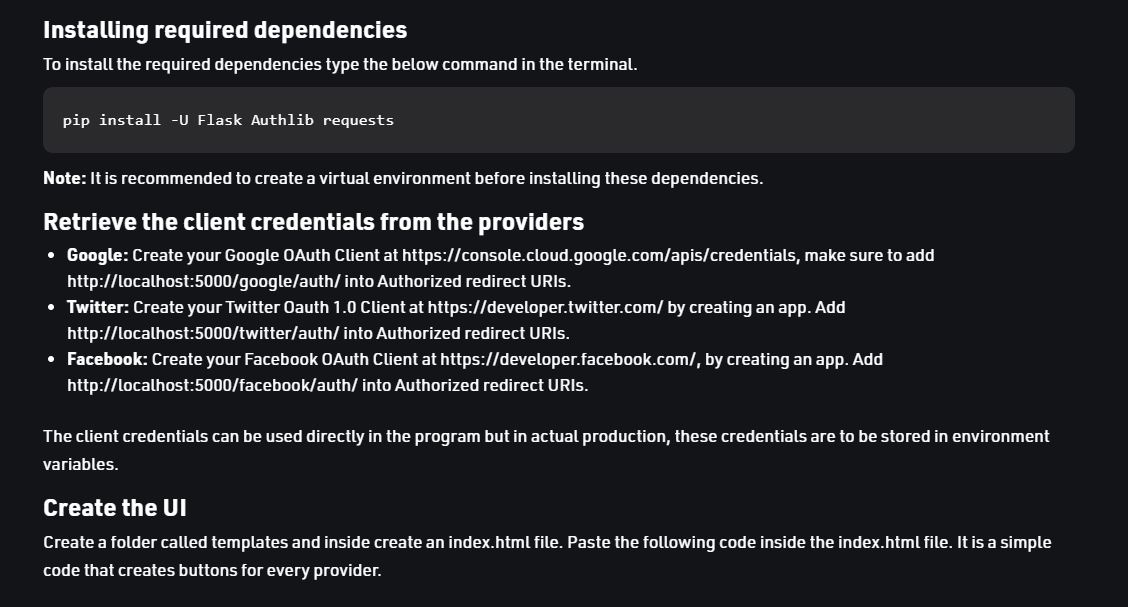 Installing required dependencies
To install the required dependencies type the below command in the terminal.
pip install -U Flask Authlib requests
Note: It is recommended to create a virtual environment before installing these dependencies.
Retrieve the client credentials from the providers
• Google: Create your Google OAuth Client at https://console.cloud.google.com/apis/credentials, make sure to add
http://localhost:5000/google/auth/ into Authorized redirect URIs.
• Twitter: Create your Twitter Oauth 1.0 Client at https://developer.twitter.com/ by creating an app. Add
http://localhost:5000/twitter/auth/ into Authorized redirect URIs.
• Facebook: Create your Facebook OAuth Client at https://developer.facebook.com/, by creating an app. Add
http://localhost:5000/facebook/auth/ into Authorized redirect URIs.
The client credentials can be used directly in the program but in actual production, these credentials are to be stored in environment
variables.
Create the UI
Create a folder called templates and inside create an index.html file. Paste the following code inside the index.html file. It is a simple
code that creates buttons for every provider.